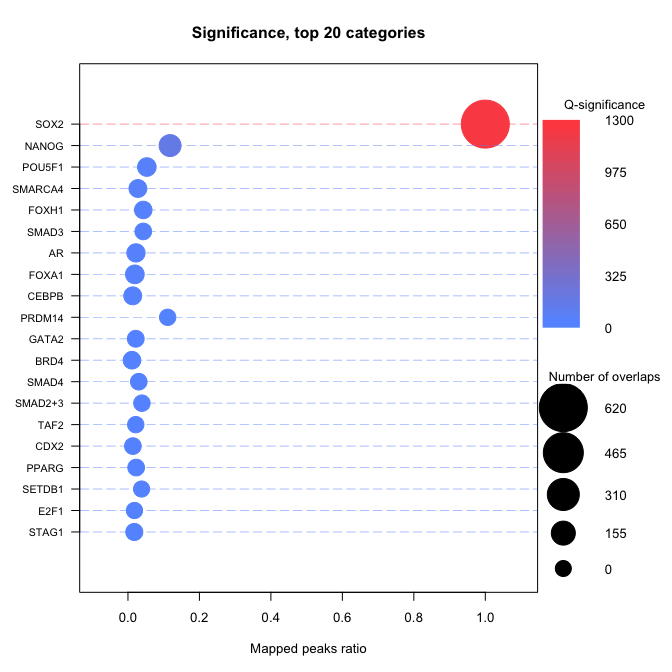 Significance, top 20 categories
SOX2
NANOG
POU5F1
SMARCA4
FOXH1
SMAD3
AR
FOXA1
CEBPB
PRDM14
GATA2
BRD4
SMAD4
SMAD2+3
TAF2
CDX2
PPARG
SETDB1
E2F1
STAG1
0.0 0.2 0.4 0.6 0.8 1.0
Mapped peaks ratio
Q-significance
1300
975
650
325
0
Number of overlaps
620
465
310
155
0